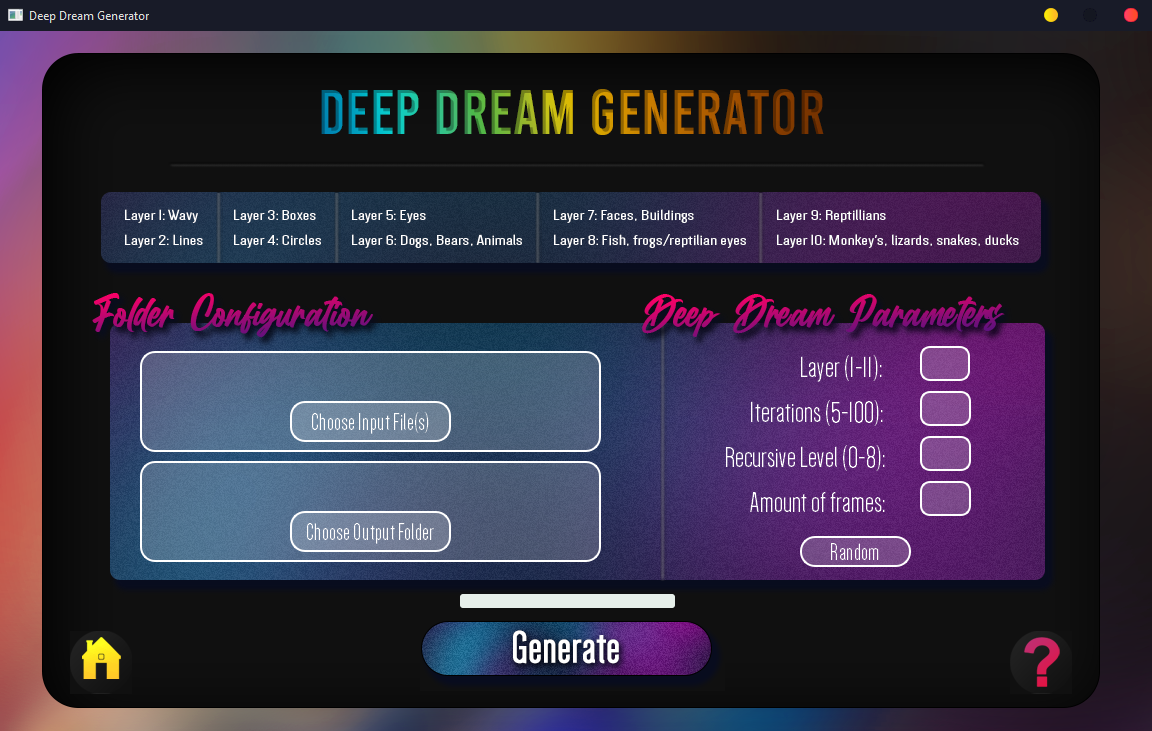 Deep Dream Generator
DEEP DREAM GENERATOR
Layer 1: Wavy
Layer 2: Lines
Layer 3: Boxes
Layer 4: Circles
Layer 5: Eyes
Layer 6: Dogs, Bears, Animals
Layer 7: Faces, Buildings
Layer 8: Fish, frogs/reptilian eyes
Layer 9: Reptillians
Layer 10: Monkey's, lizards, snakes, ducks
Folder Configuration
Choose Input File(s)
Choose Output Folder
Deep Dream Parameters
Layer (1-11):
Iterations (5-100):
Recursive Level (0-8):
Amount of frames:
Random
Generate
?